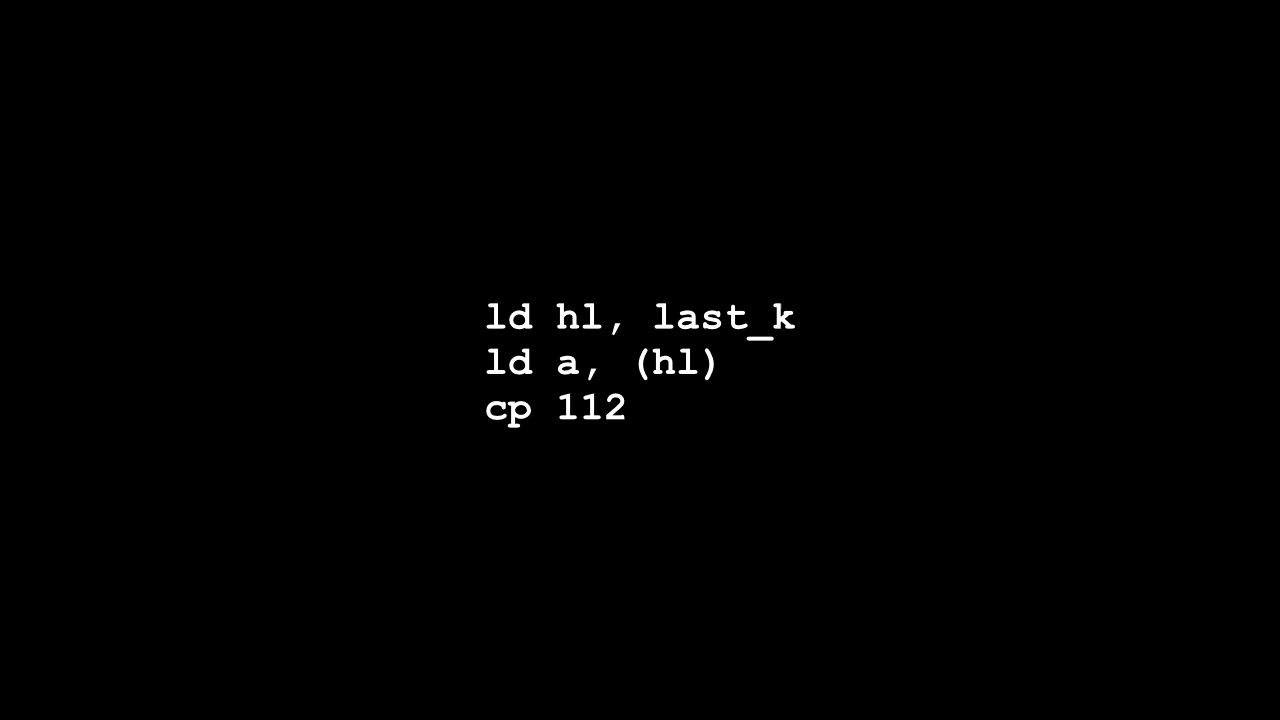 ld hl, last_k
ld a, (hl)
cp 112